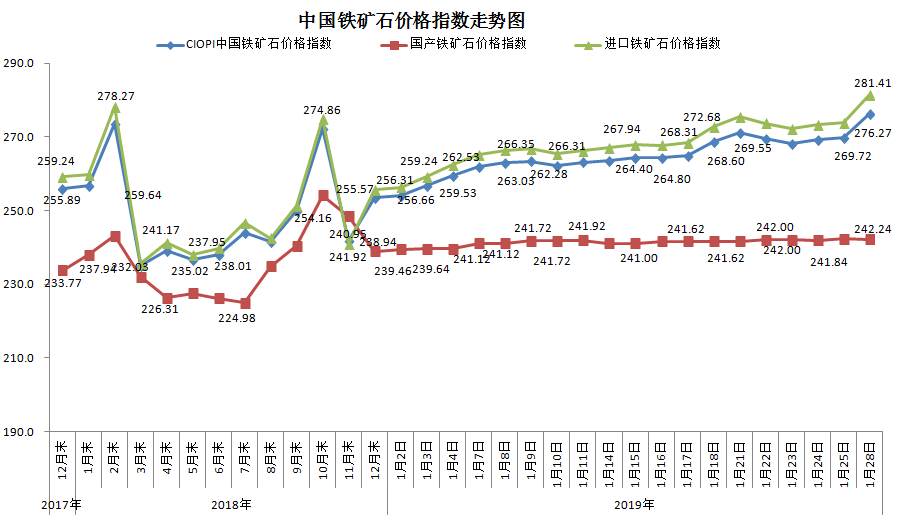 中国铁矿石价格指数走势图
CIOPI中国铁矿石价格指数 国产铁矿石价格指数 进口铁矿石价格指数
290.0
270.0
250.0
230.0
210.0
190.0
259.24 278.27 259.64 241.17 237.95 274.86 255.57 256.31 259.24 262.53 266.35 266.31 267.94 268.31 272.68 281.41
255.89 232.03 235.02 238.01 254.16 240.95 241.92 238.94 256.66 259.53 263.03 262.28 264.40 264.80 268.60 269.55 269.72 276.27
233.77 237.94 226.31 224.98 239.46 239.64 241.12 241.12 241.72 241.72 241.92 241.00 241.62 241.62 242.00 242.00 241.84 242.24
12月末 1月末 2月末 3月末 4月末 5月末 6月末 7月末 8月末 9月末 10月末 11月末 12月末 1月2日 1月3日 1月4日 1月7日 1月8日 1月9日 1月10日 1月11日 1月14日 1月15日 1月16日 1月17日 1月18日 1月21日 1月22日 1月23日 1月24日 1月25日 1月28日
2017年 2018年 2019年